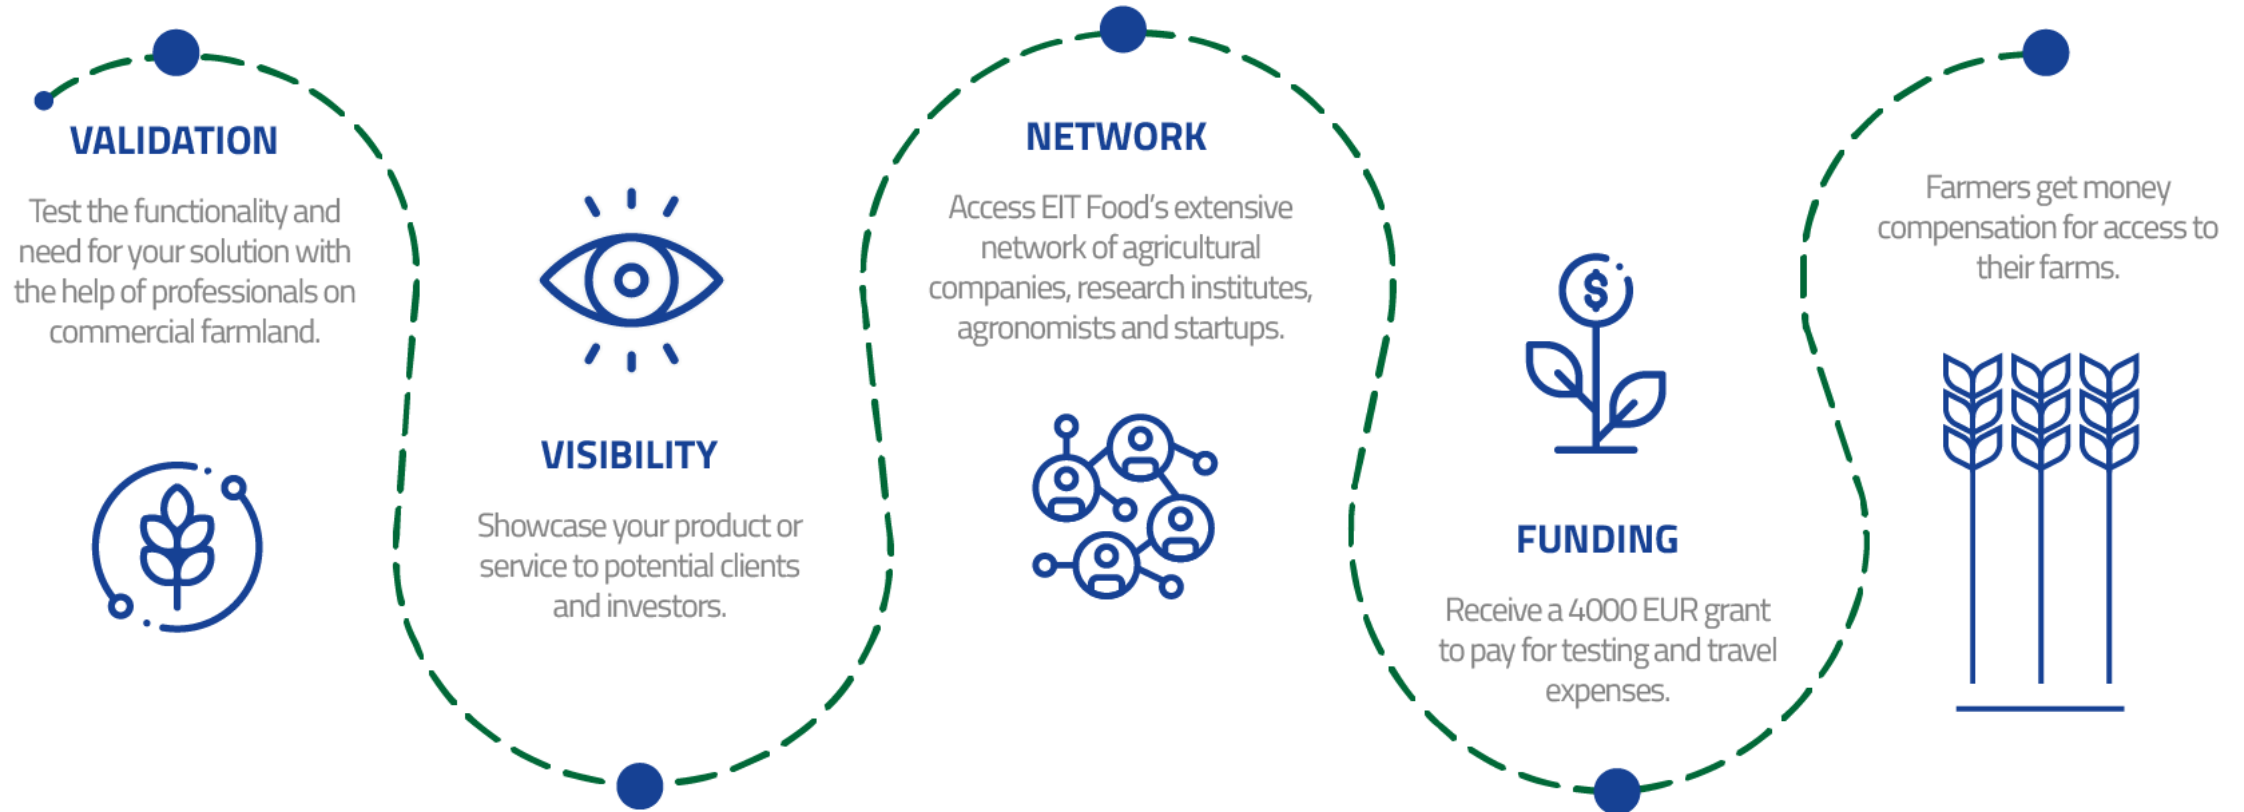 VALIDATION
Test the functionality and
need for your solution with
the help of professionals on
commercial farmland.
VISIBILITY
Showcase your product or
service to potential clients
and investors.
NETWORK
Access EIT Food's extensive
network of agricultural
companies, research institutes,
agronomists and startups.
$
FUNDING
Receive a 4000 EUR grant
to pay for testing and travel
expenses.
Farmers get money
compensation for access to
their farms.